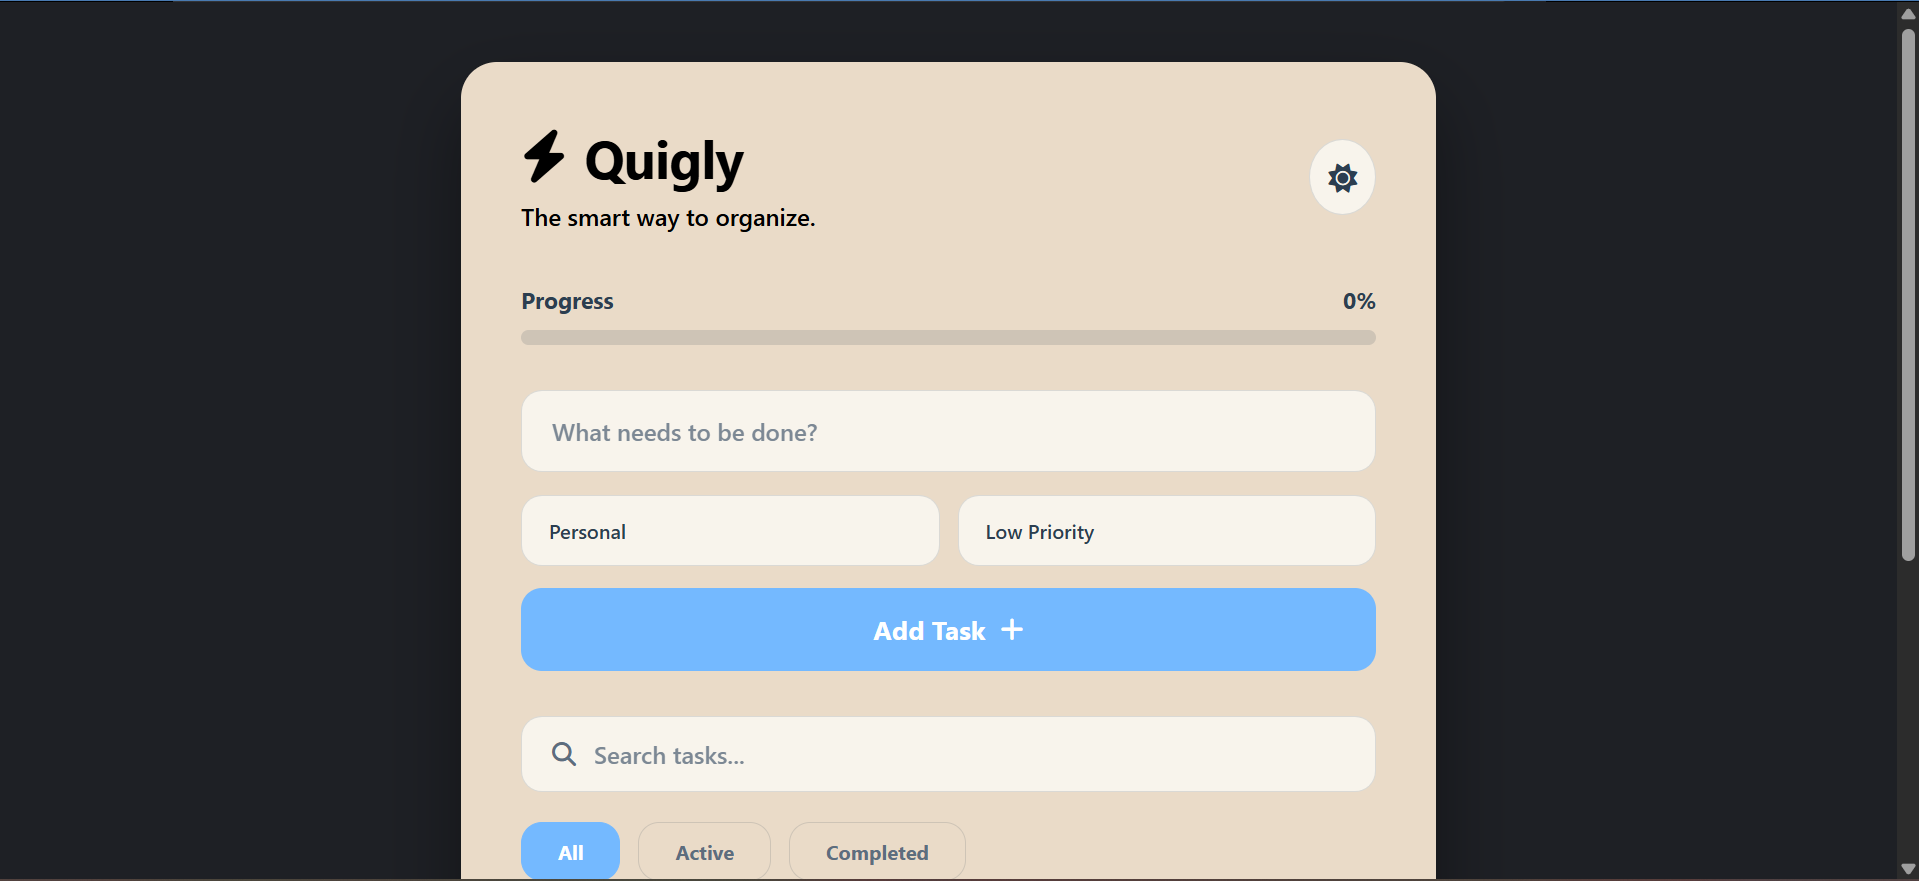 Quigly
The smart way to organize.
Progress 0%
What needs to be done?
Personal Low Priority
Add Task +
Search tasks...
All Active Completed